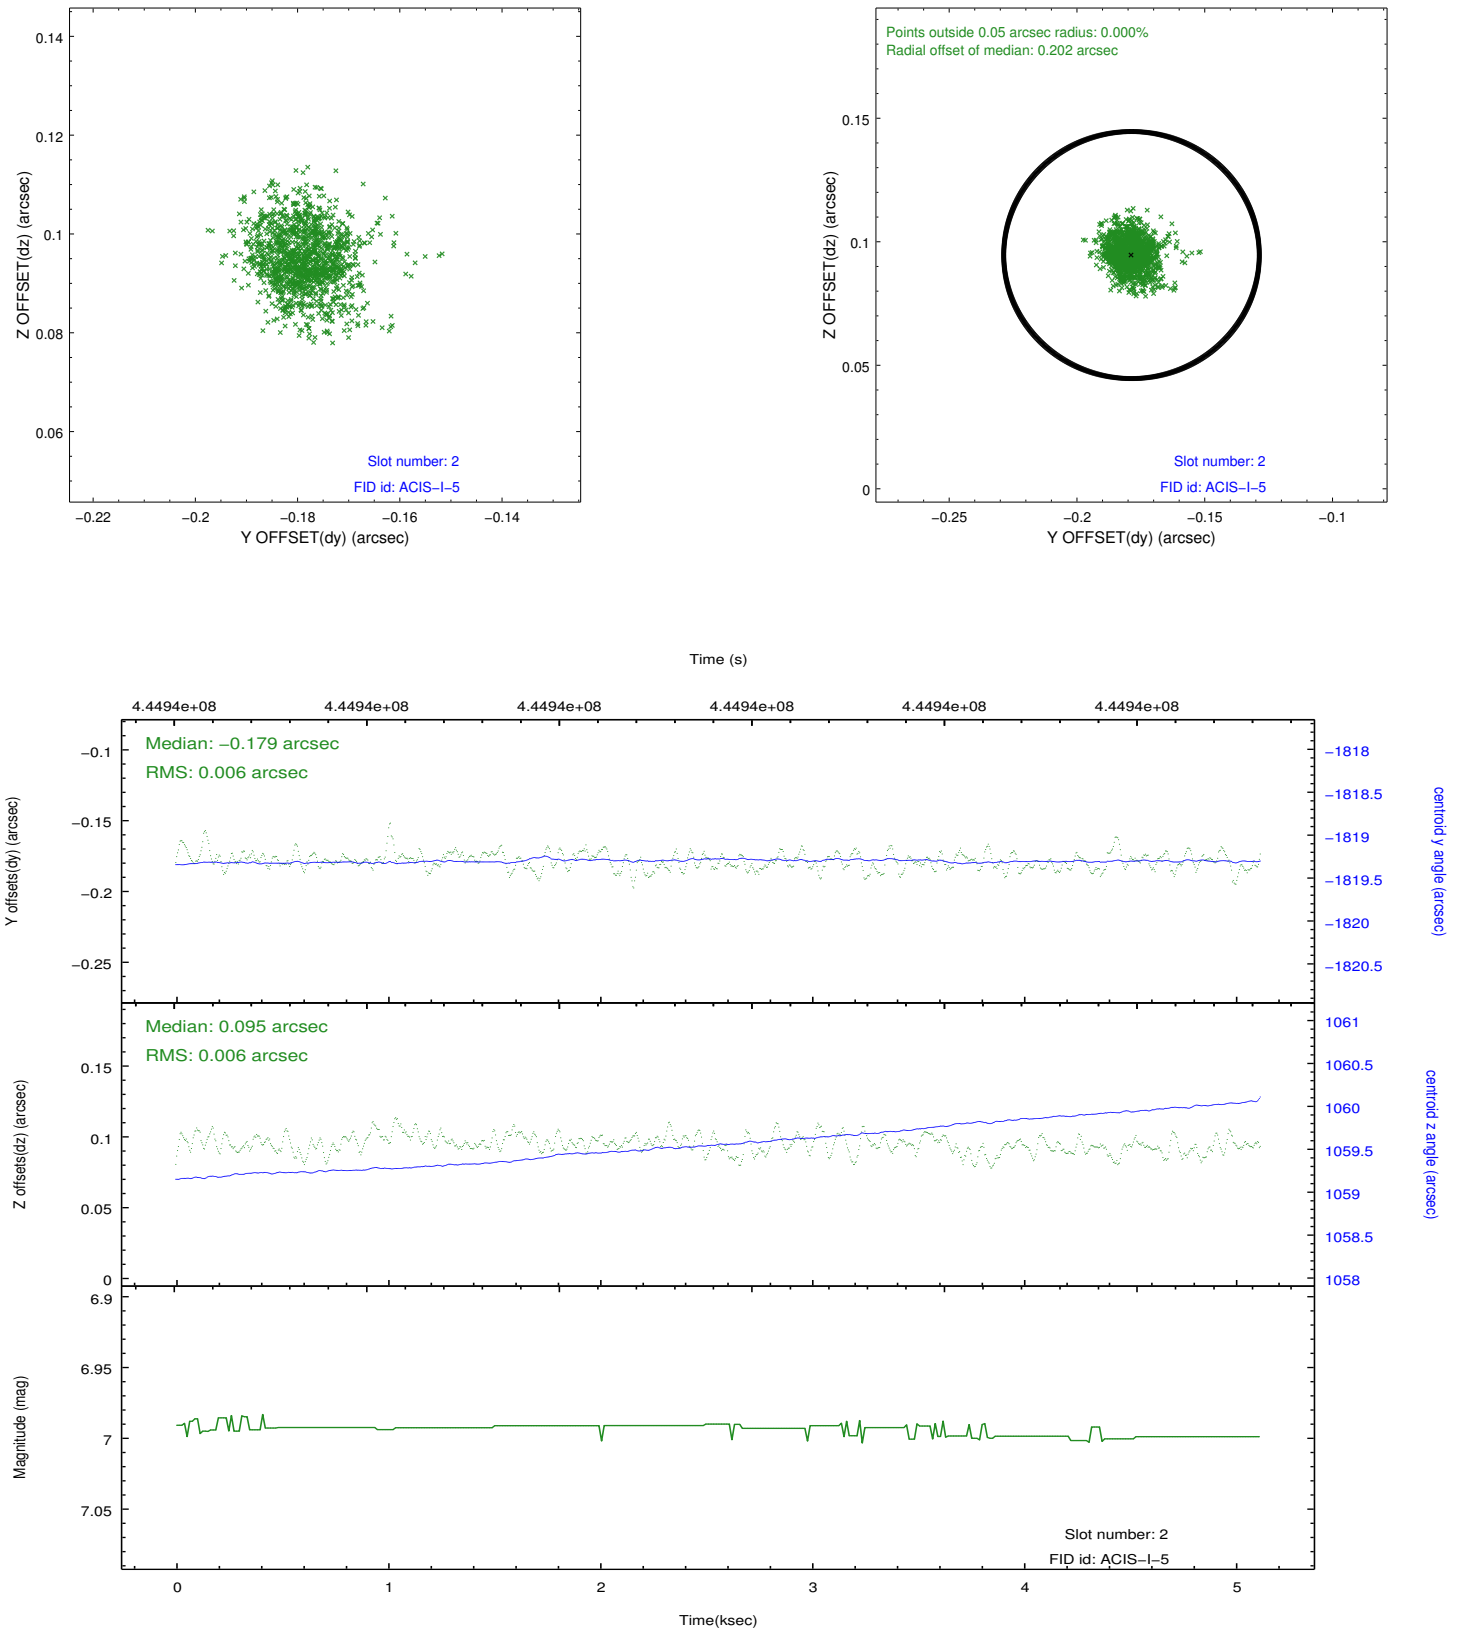 0.14
0.12
0.1
0.08
0.06
Z OFFSET(dz) (arcsec)
Slot number: 2
FID id: ACIS−I−5
−0.22 −0.2 −0.18 −0.16 −0.14
Y OFFSET(dy) (arcsec)
Points outside 0.05 arcsec radius: 0.000%
Radial offset of median: 0.202 arcsec
0.15
0.1
0.05
0
Z OFFSET(dz) (arcsec)
Slot number: 2
FID id: ACIS−I−5
−0.25 −0.2 −0.15 −0.1
Y OFFSET(dy) (arcsec)
Time (s)
4.4494e+08 4.4494e+08 4.4494e+08 4.4494e+08 4.4494e+08 4.4494e+08
Median: −0.179 arcsec
RMS: 0.006 arcsec
−0.1
−0.15
−0.2
−0.25
Y offsets(dy) (arcsec)
−1818
−1818.5
−1819
−1819.5
−1820
−1820.5
centroid y angle (arcsec)
Median: 0.095 arcsec
RMS: 0.006 arcsec
0.15
0.1
0.05
0
Z offsets(dz) (arcsec)
1061
1060.5
1060
1059.5
1059
1058.5
1058
centroid z angle (arcsec)
6.9
6.95
7
7.05
Magnitude (mag)
Slot number: 2
FID id: ACIS−I−5
0 1 2 3 4 5
Time(ksec)